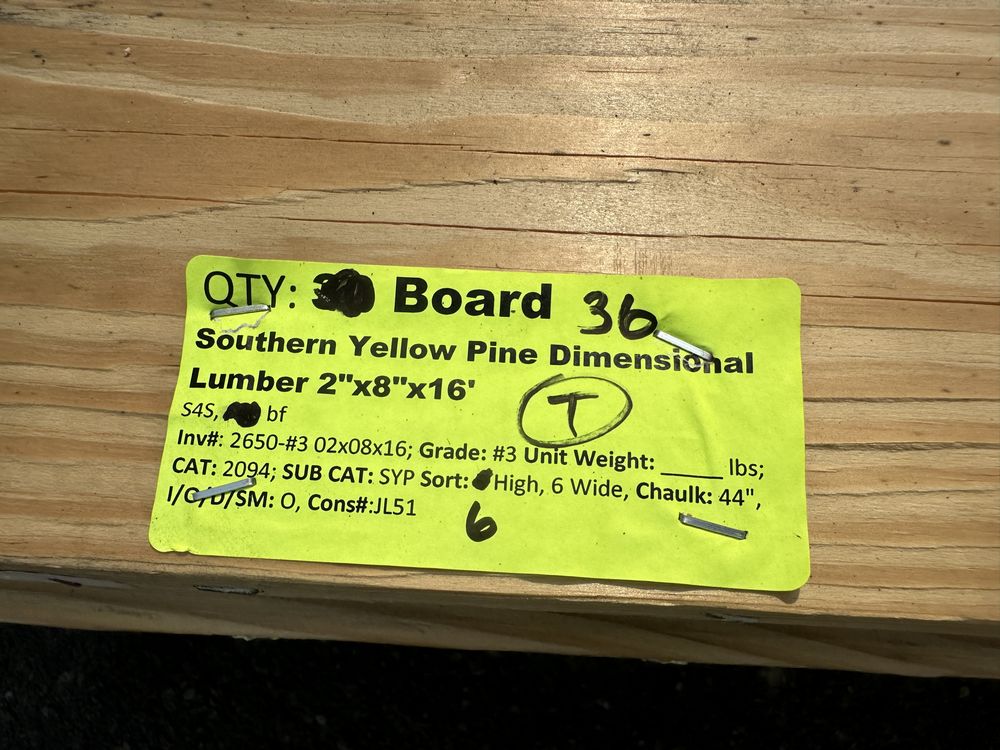 QTY: Board 36
Southern Yellow Pine Dimensional
Lumber 2"x8"x16'
T
S4S, bf
Inv#: 2650-#3 02x08x16; Grade: #3 Unit Weight: ______ lbs;
CAT: 2094; SUB CAT: SYP Sort: High, 6 Wide, Chaulk: 44",
I/C/D/SM: O, Cons#:JL51
6